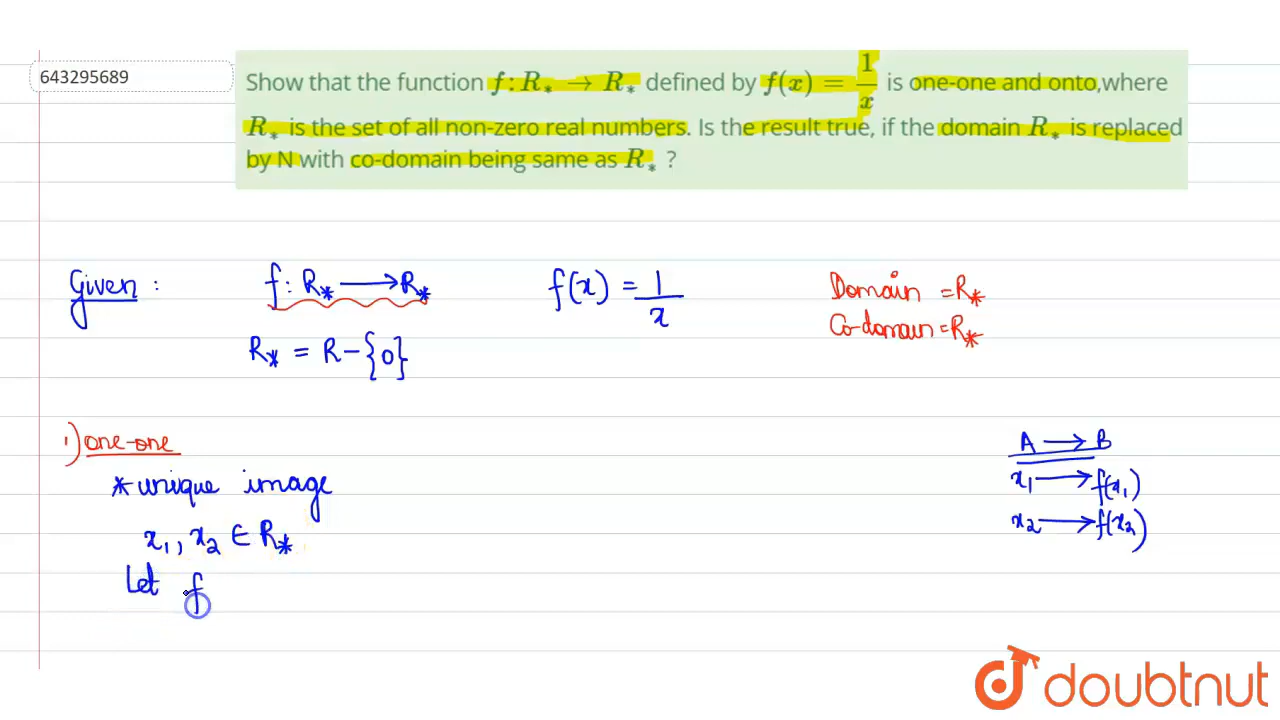 643295689
Show that the function f : R∗ → R∗ defined by f(x) = 1/x is one-one and onto,where
R∗ is the set of all non-zero real numbers. Is the result true, if the domain R∗ is replaced
by N with co-domain being same as R∗ ?
Given : f : R∗ → R∗ f(x) = 1/x Domain = R∗
Co-domain = R∗
R∗ = R - {0}
1) one-one
A → B
* unique image
x₁ → f(x₁)
x₁, x₂ ∈ R∗
x₂ → f(x₂)
Let f
doubtnut